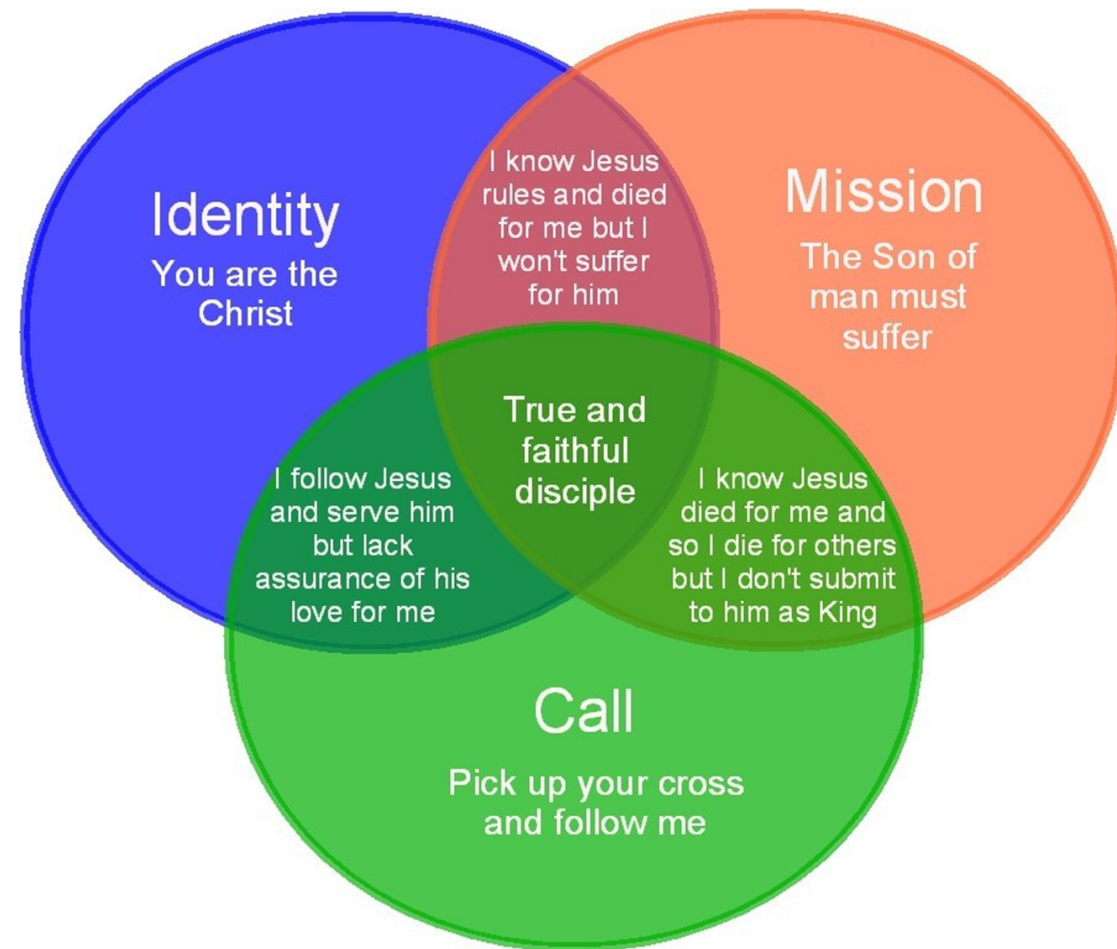 Identity
You are the
Christ
I know Jesus
rules and died
for me but I
won't suffer
for him
Mission
The Son of
man must
suffer
True and
faithful
disciple
I follow Jesus
and serve him
but lack
assurance of his
love for me
I know Jesus
died for me and
so I die for others
but I don't submit
to him as King
Call
Pick up your cross
and follow me